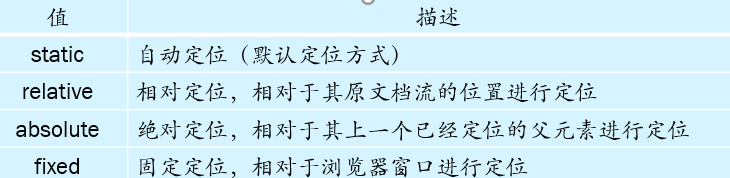 值 描述
static 自动定位（默认定位方式）
relative 相对定位，相对于其原文档流的位置进行定位
absolute 绝对定位，相对于其上一个已经定位的父元素进行定位
fixed 固定定位，相对于浏览器窗口进行定位